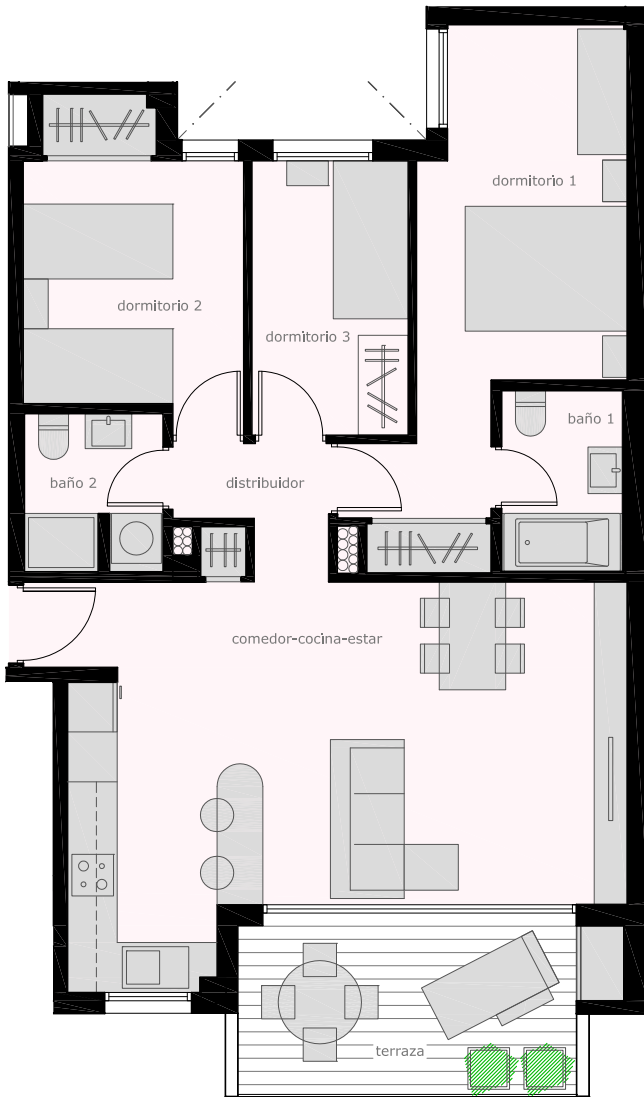 dormitorio 1
dormitorio 2
dormitorio 3
baño 1
baño 2
distribuidor
comedor-cocina-estar
terraza